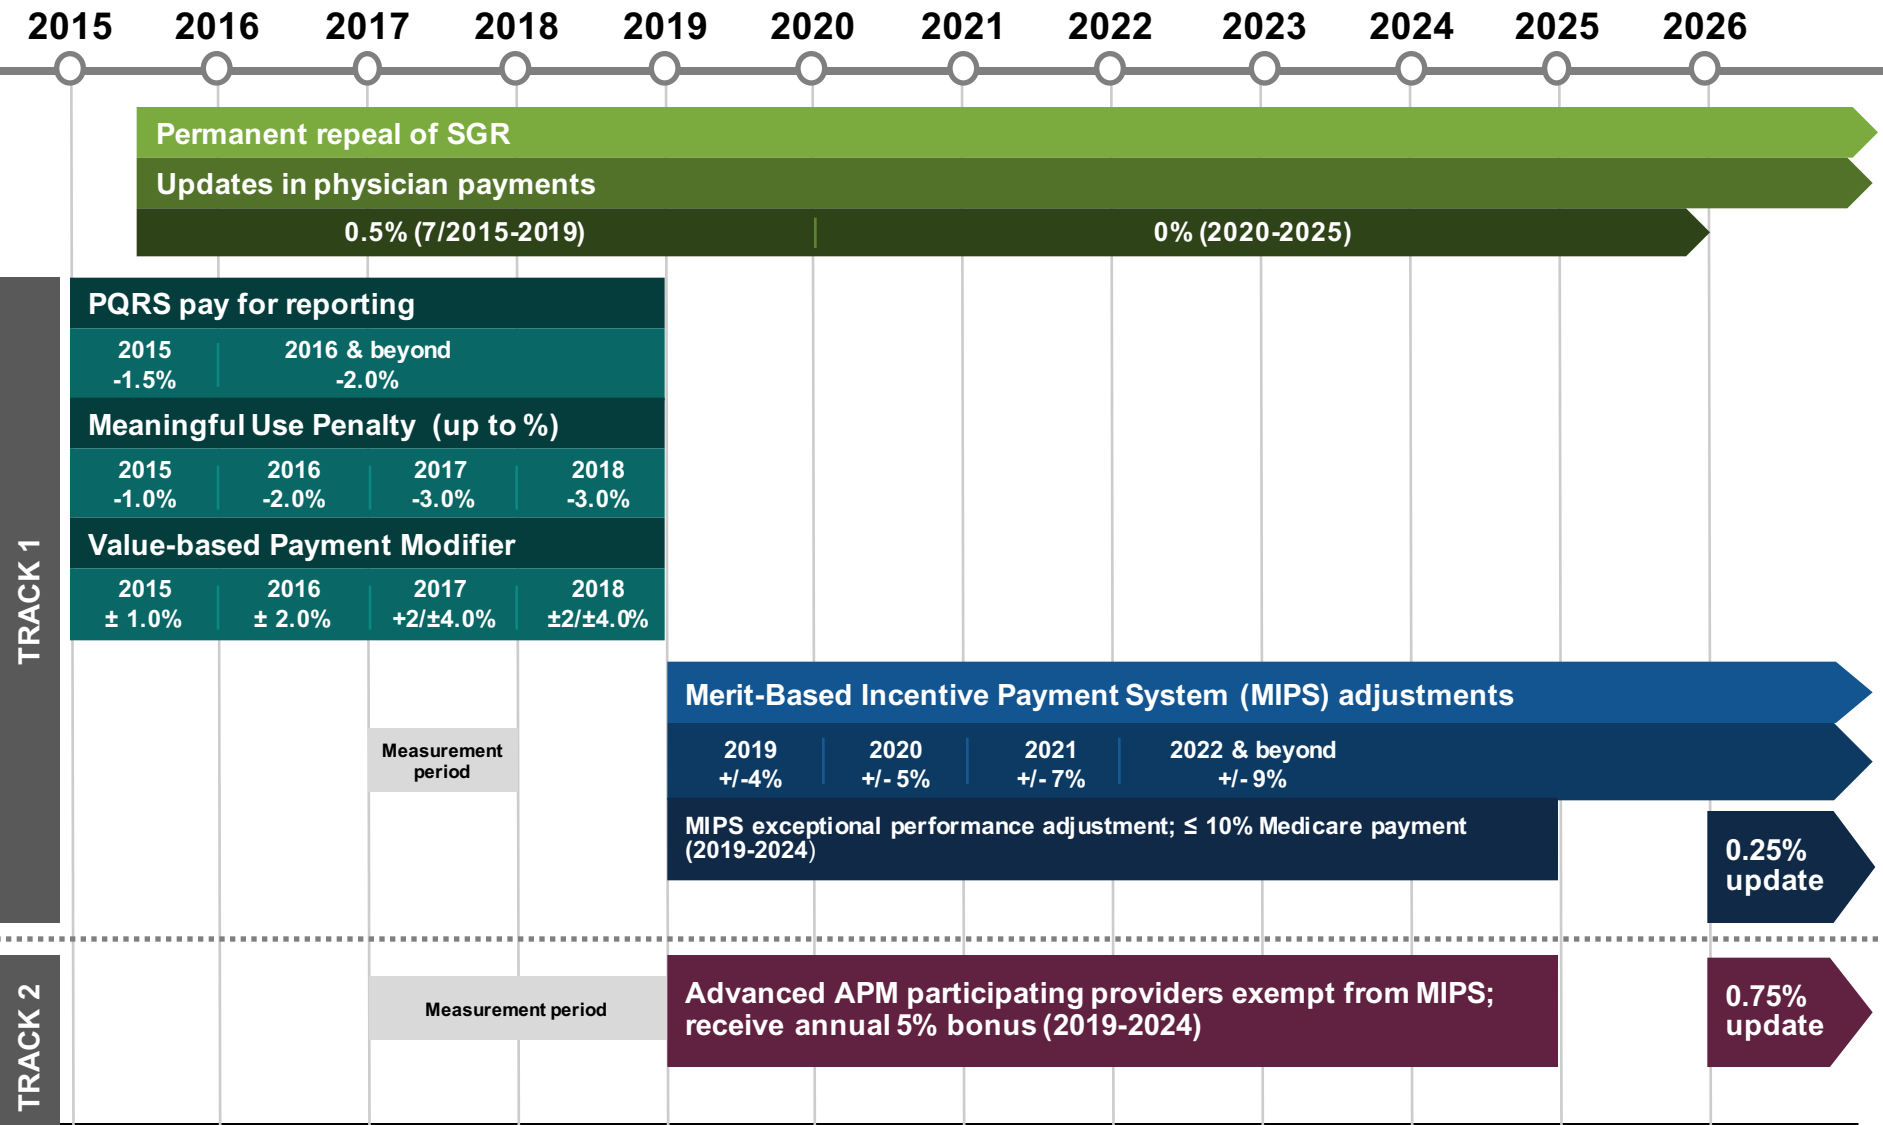 2015 2016 2017 2018 2019 2020 2021 2022 2023 2024 2025 2026
Permanent repeal of SGR
Updates in physician payments
0.5% (7/2015-2019) 0% (2020-2025)
TRACK 1
PQRS pay for reporting
2015 2016 & beyond
-1.5% -2.0%
Meaningful Use Penalty (up to %)
2015 2016 2017 2018
-1.0% -2.0% -3.0% -3.0%
Value-based Payment Modifier
2015 2016 2017 2018
± 1.0% ± 2.0% +2/±4.0% ±2/±4.0%
Merit-Based Incentive Payment System (MIPS) adjustments
Measurement
period
2019 2020 2021 2022 & beyond
+/-4% +/- 5% +/- 7% +/- 9%
MIPS exceptional performance adjustment; ≤ 10% Medicare payment
(2019-2024)
0.25%
update
TRACK 2
Measurement period
Advanced APM participating providers exempt from MIPS;
receive annual 5% bonus (2019-2024)
0.75%
update